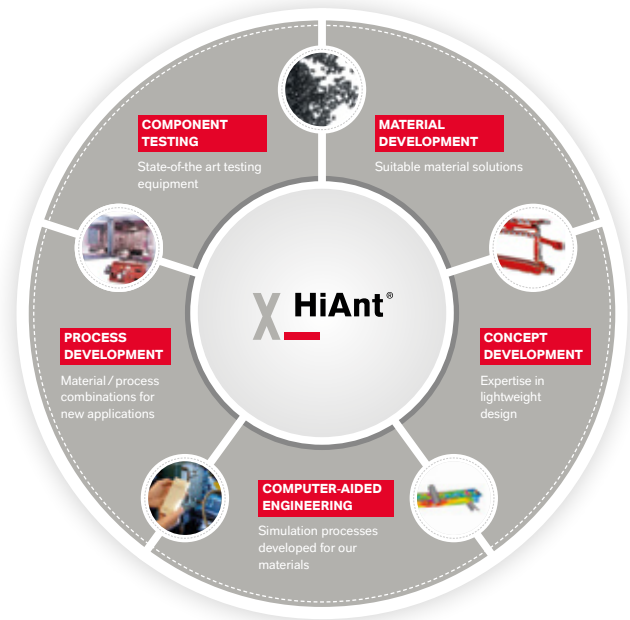 COMPONENT
TESTING
State-of-the art testing
equipment
MATERIAL
DEVELOPMENT
Suitable material solutions
X HiAnt®
PROCESS
DEVELOPMENT
Material / process
combinations for
new applications
CONCEPT
DEVELOPMENT
Expertise in
lightweight
design
COMPUTER-AIDED
ENGINEERING
Simulation processes
developed for our
materials